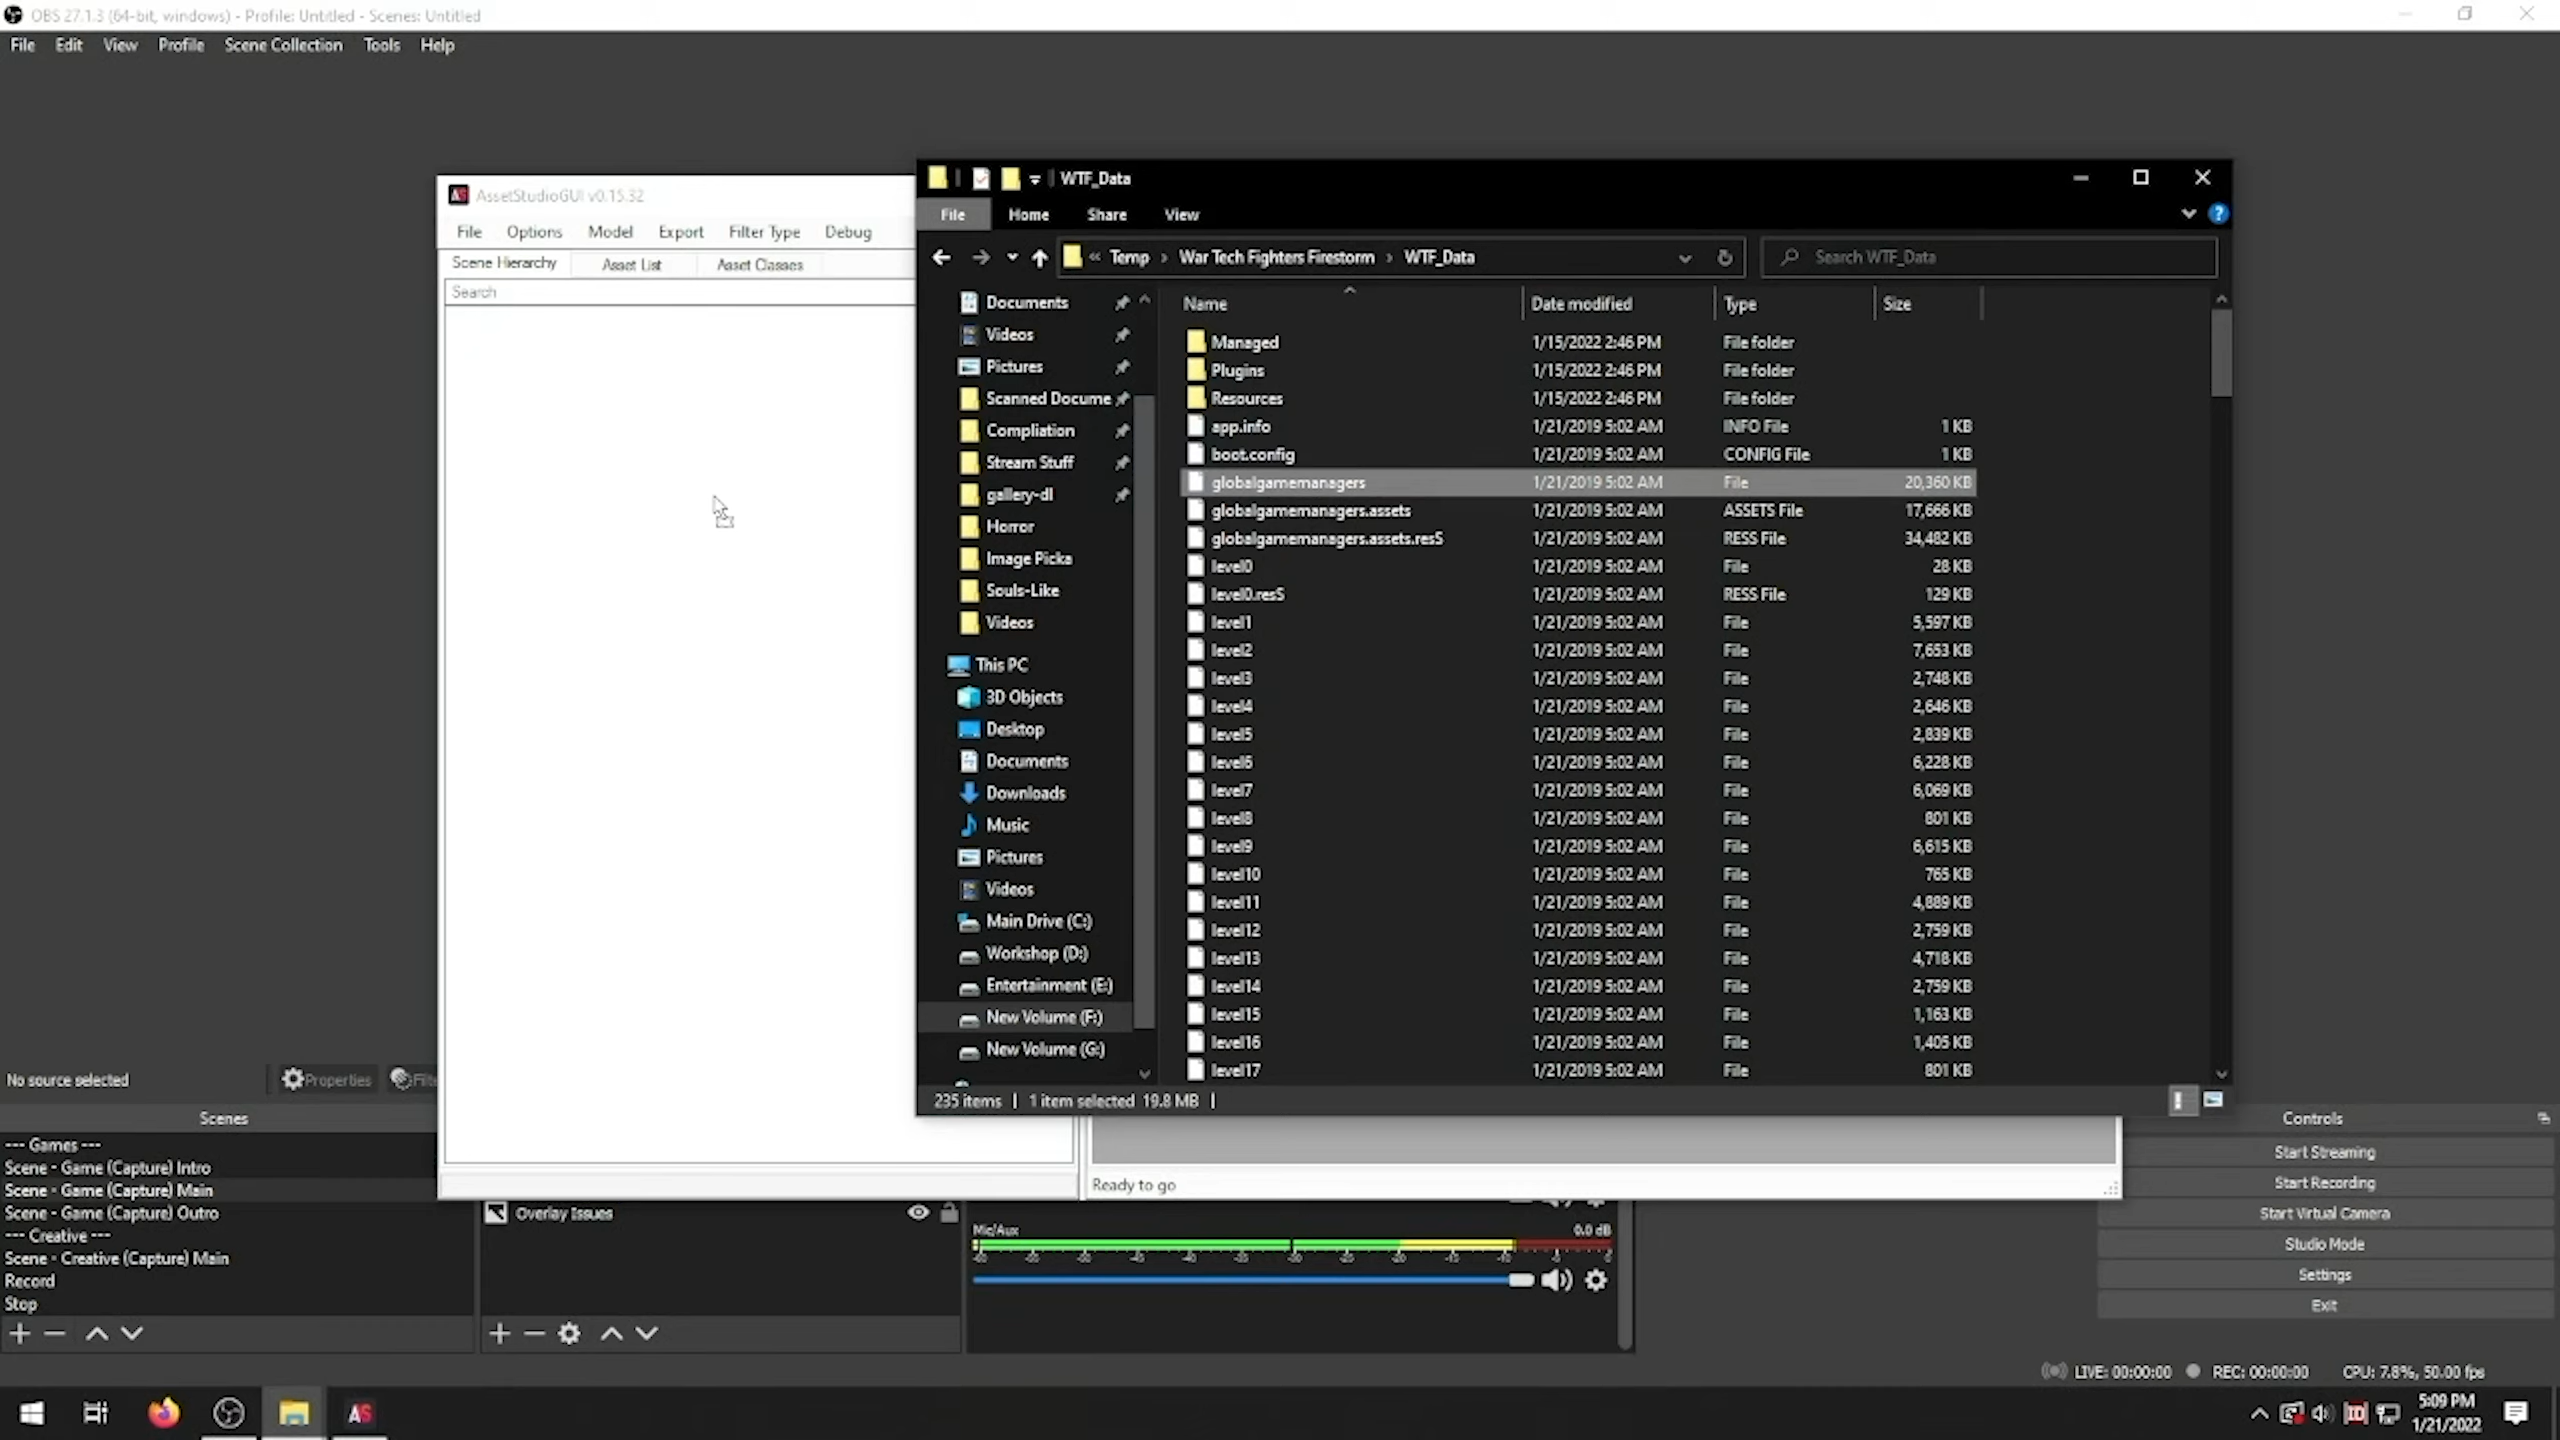 OBS 27.1.3 (64-bit, windows) - Profile: Untitled - Scenes: Untitled
File Edit View Profile Scene Collection Tools Help
AS AssetStudioGUI v0.15.32
File Options Model Export Filter Type Debug
Scene Hierarchy Asset List Asset Classes
Search
WTF_Data
File Home Share View
« Temp › War Tech Fighters Firestorm › WTF_Data
Search WTF_Data
Documents
Videos
Pictures
Scanned Docume
Compliation
Stream Stuff
gallery-dl
Horror
Image Picka
Souls-Like
Videos
This PC
3D Objects
Desktop
Documents
Downloads
Music
Pictures
Videos
Main Drive (C:)
Workshop (D:)
Entertainment (E:)
New Volume (F:)
New Volume (G:)
Name Date modified Type Size
Managed 1/15/2022 2:46 PM File folder
Plugins 1/15/2022 2:46 PM File folder
Resources 1/15/2022 2:46 PM File folder
app.info 1/21/2019 5:02 AM INFO File 1 KB
boot.config 1/21/2019 5:02 AM CONFIG File 1 KB
globalgamemanagers 1/21/2019 5:02 AM File 20,360 KB
globalgamemanagers.assets 1/21/2019 5:02 AM ASSETS File 17,666 KB
globalgamemanagers.assets.resS 1/21/2019 5:02 AM RESS File 34,482 KB
level0 1/21/2019 5:02 AM File 28 KB
level0.resS 1/21/2019 5:02 AM RESS File 129 KB
level1 1/21/2019 5:02 AM File 5,597 KB
level2 1/21/2019 5:02 AM File 7,653 KB
level3 1/21/2019 5:02 AM File 2,748 KB
level4 1/21/2019 5:02 AM File 2,646 KB
level5 1/21/2019 5:02 AM File 2,839 KB
level6 1/21/2019 5:02 AM File 6,228 KB
level7 1/21/2019 5:02 AM File 6,069 KB
level8 1/21/2019 5:02 AM File 801 KB
level9 1/21/2019 5:02 AM File 6,615 KB
level10 1/21/2019 5:02 AM File 765 KB
level11 1/21/2019 5:02 AM File 4,889 KB
level12 1/21/2019 5:02 AM File 2,759 KB
level13 1/21/2019 5:02 AM File 4,718 KB
level14 1/21/2019 5:02 AM File 2,759 KB
level15 1/21/2019 5:02 AM File 1,163 KB
level16 1/21/2019 5:02 AM File 1,405 KB
level17 1/21/2019 5:02 AM File 801 KB
235 items | 1 item selected 19.8 MB |
Ready to go
No source selected Properties Filte
Scenes
--- Games ---
Scene - Game (Capture) Intro
Scene - Game (Capture) Main
Scene - Game (Capture) Outro
--- Creative ---
Scene - Creative (Capture) Main
Record
Stop
Overlay Issues
Mic/Aux 0.0 dB
Controls
Start Streaming
Start Recording
Start Virtual Camera
Studio Mode
Settings
Exit
LIVE: 00:00:00 REC: 00:00:00 CPU: 7.8%, 50.00 fps
AS
5:09 PM
1/21/2022